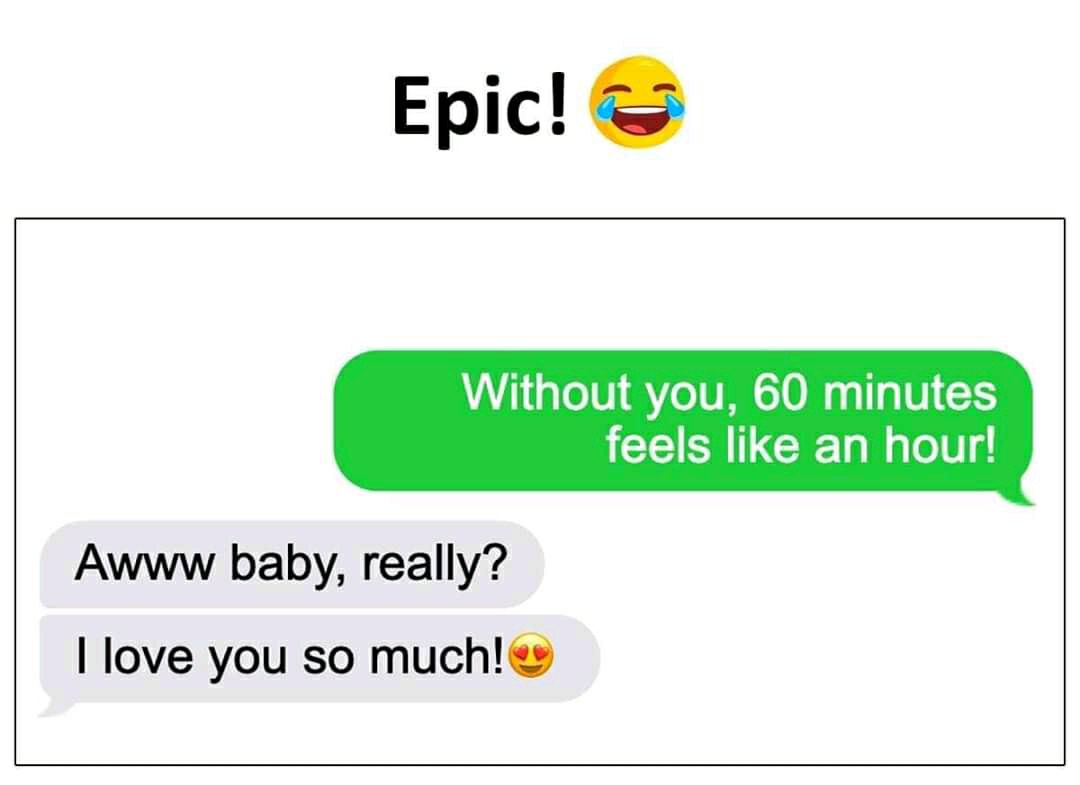 Epic! 😂
Without you, 60 minutes
feels like an hour!
Awww baby, really?
I love you so much!😍